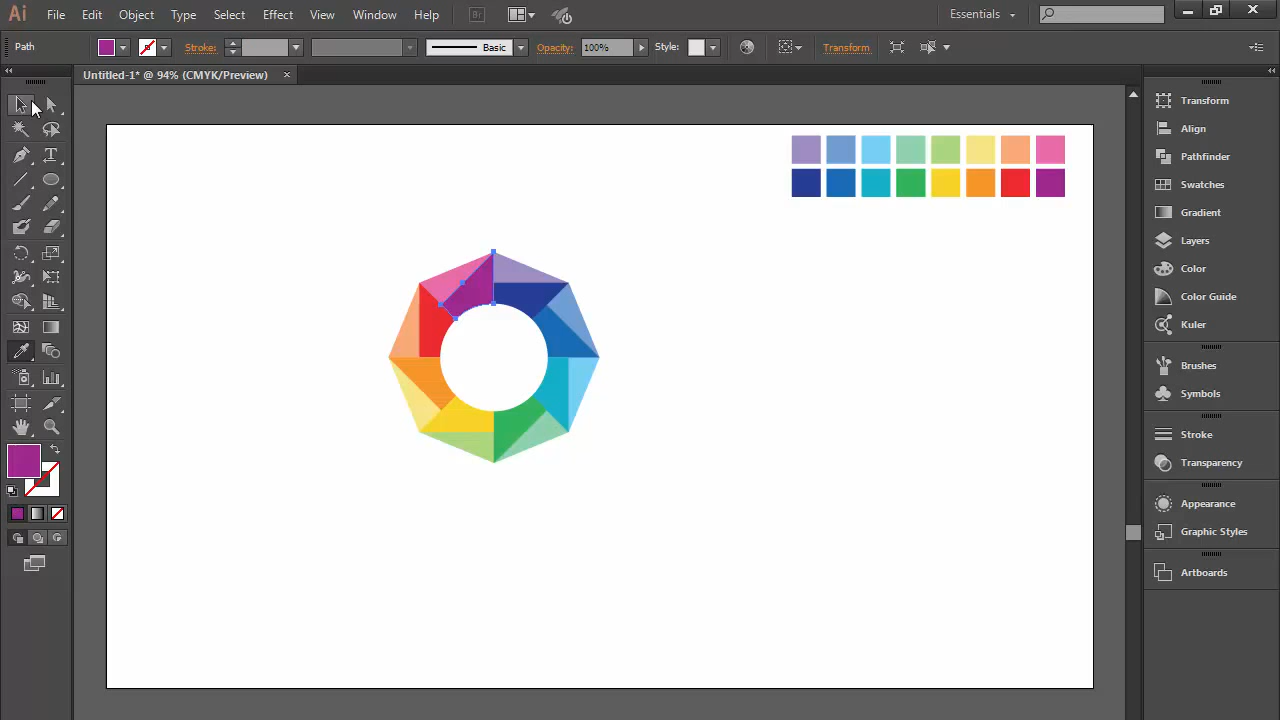 Ai File Edit Object Type Select Effect View Window Help Br Essentials
Path Stroke: Basic Opacity: 100% Style: Transform
Untitled-1* @ 94% (CMYK/Preview) ×
Transform
Align
Pathfinder
Swatches
Gradient
Layers
Color
Color Guide
Kuler
Brushes
Symbols
Stroke
Transparency
Appearance
Graphic Styles
Artboards